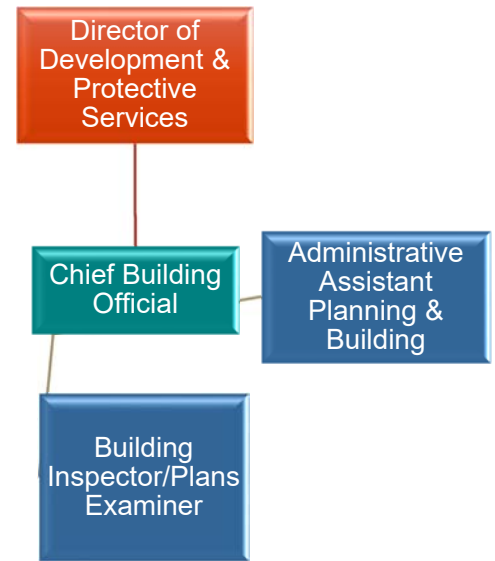 Director of
Development &
Protective
Services
Chief Building
Official
Administrative
Assistant
Planning &
Building
Building
Inspector/Plans
Examiner